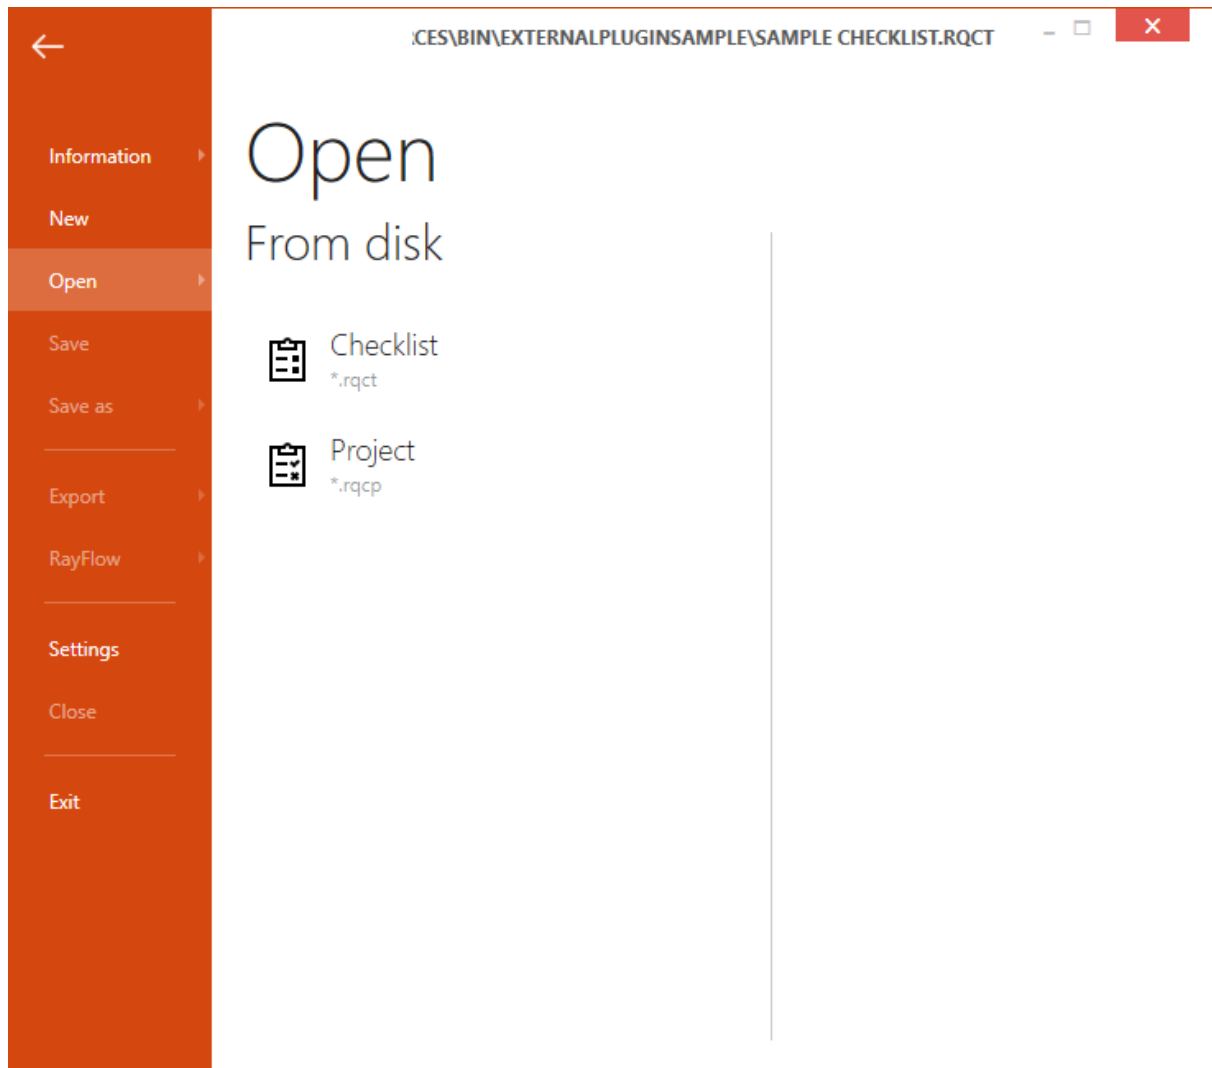 CES\BIN\EXTERNALPLUGINSAMPLE\SAMPLE CHECKLIST.RQCT
Information
New
Open
Save
Save as
Export
RayFlow
Settings
Close
Exit
Open
From disk
Checklist
*.rqct
Project
*.rqcp